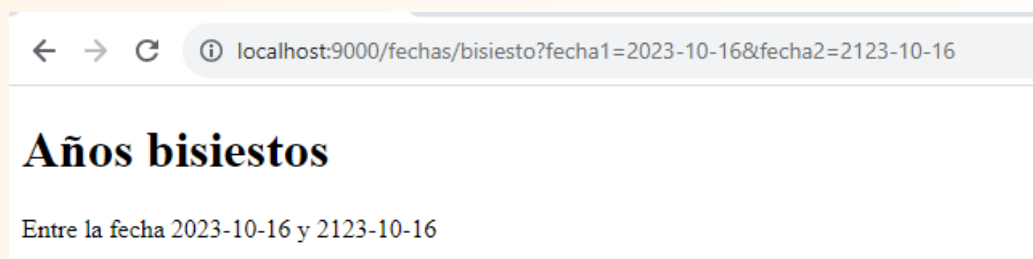 localhost:9000/fechas/bisiesto?fecha1=2023-10-16&fecha2=2123-10-16
Años bisiestos
Entre la fecha 2023-10-16 y 2123-10-16